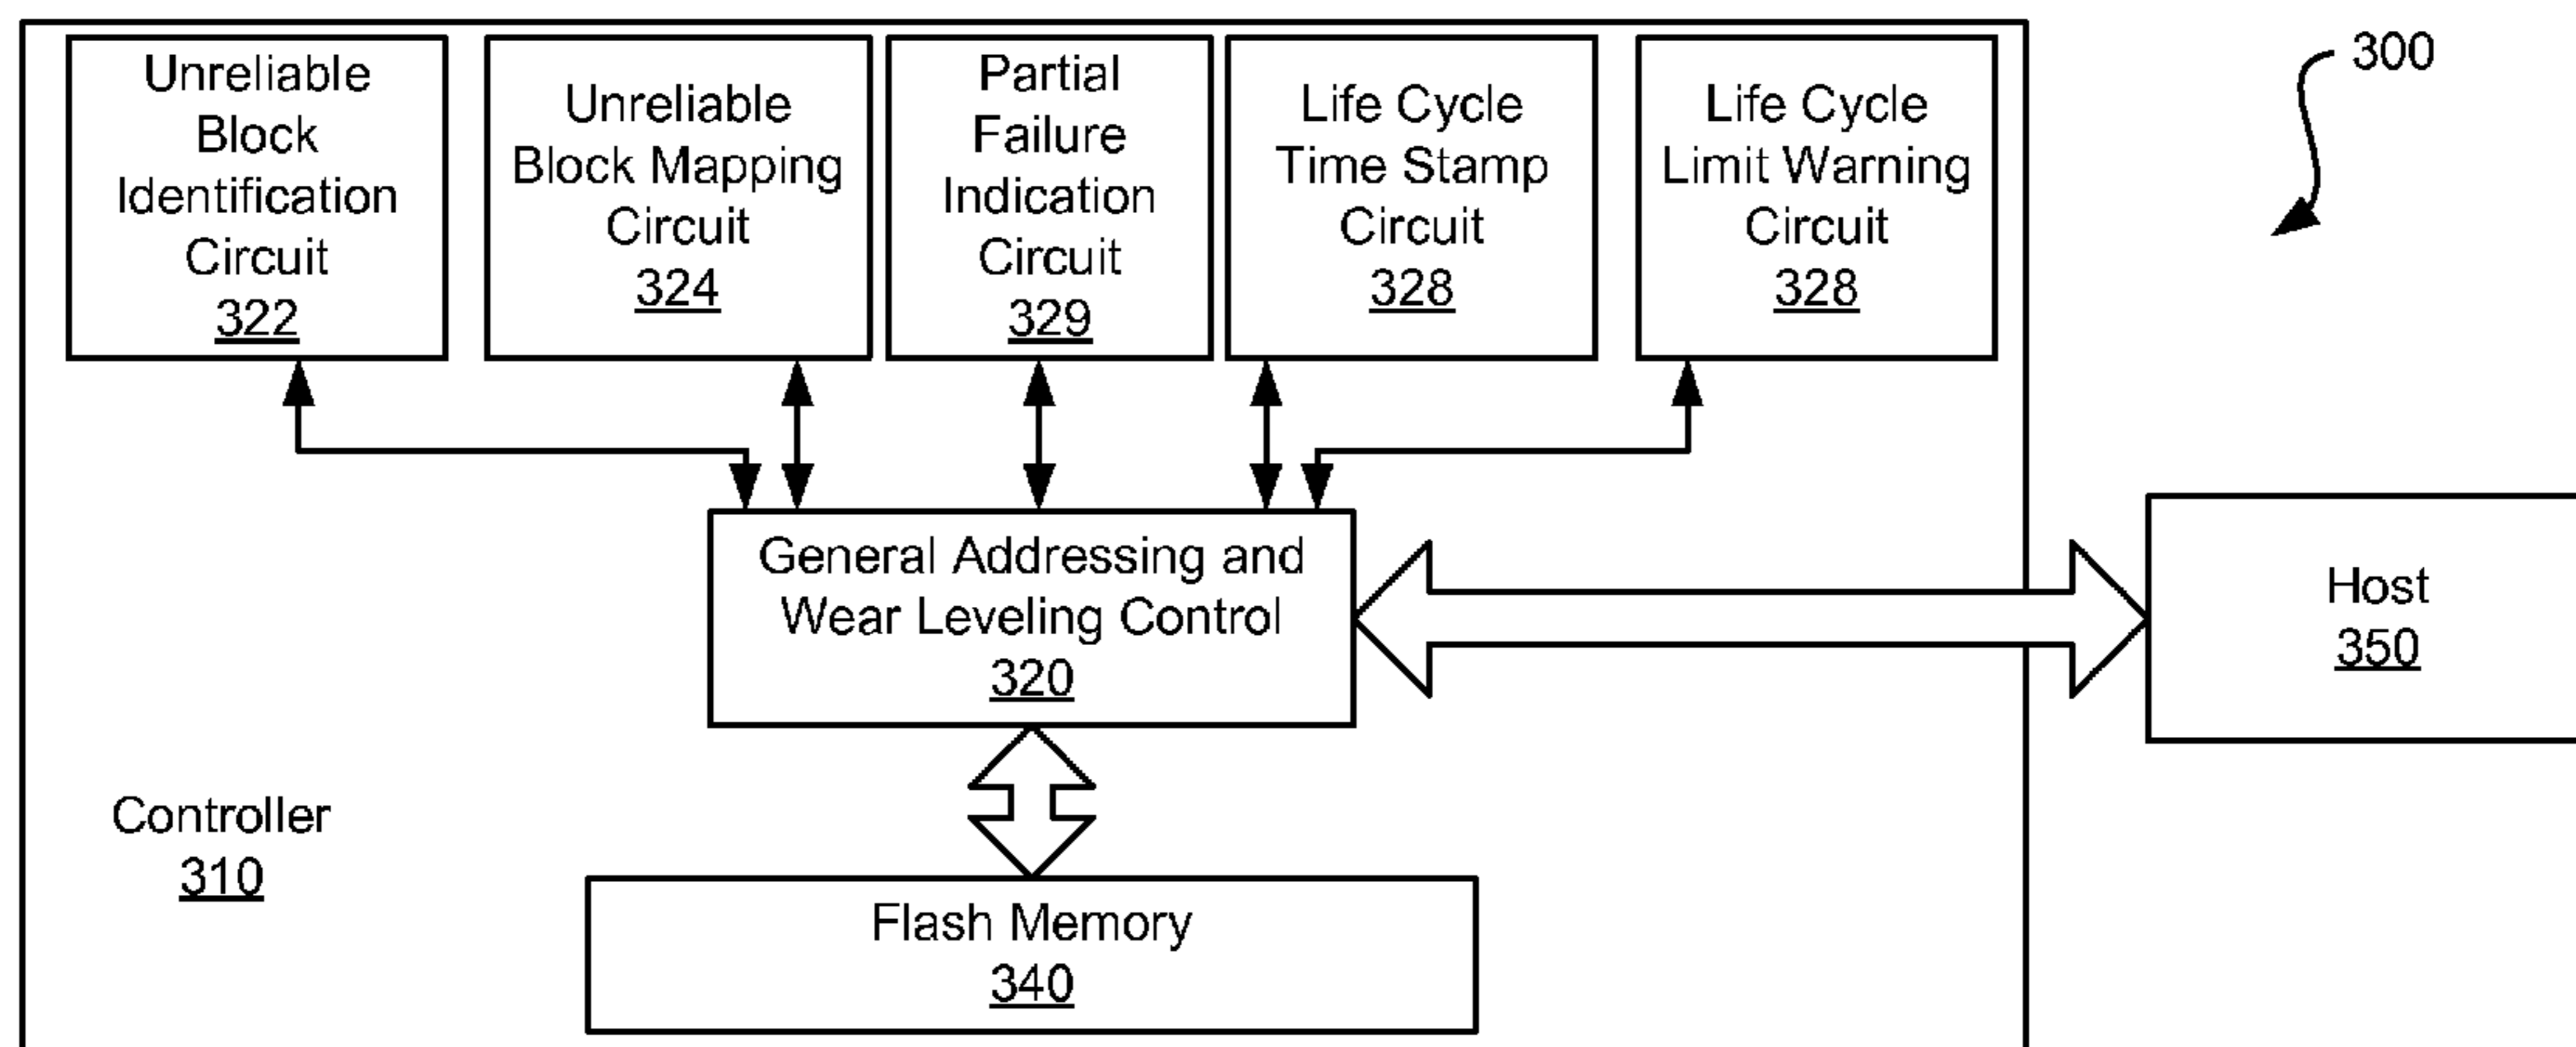 Unreliable
Block
Identification
Circuit
322
Unreliable
Block Mapping
Circuit
324
Partial
Failure
Indication
Circuit
329
Life Cycle
Time Stamp
Circuit
328
Life Cycle
Limit Warning
Circuit
328
300
General Addressing and
Wear Leveling Control
320
Host
350
Controller
310
Flash Memory
340